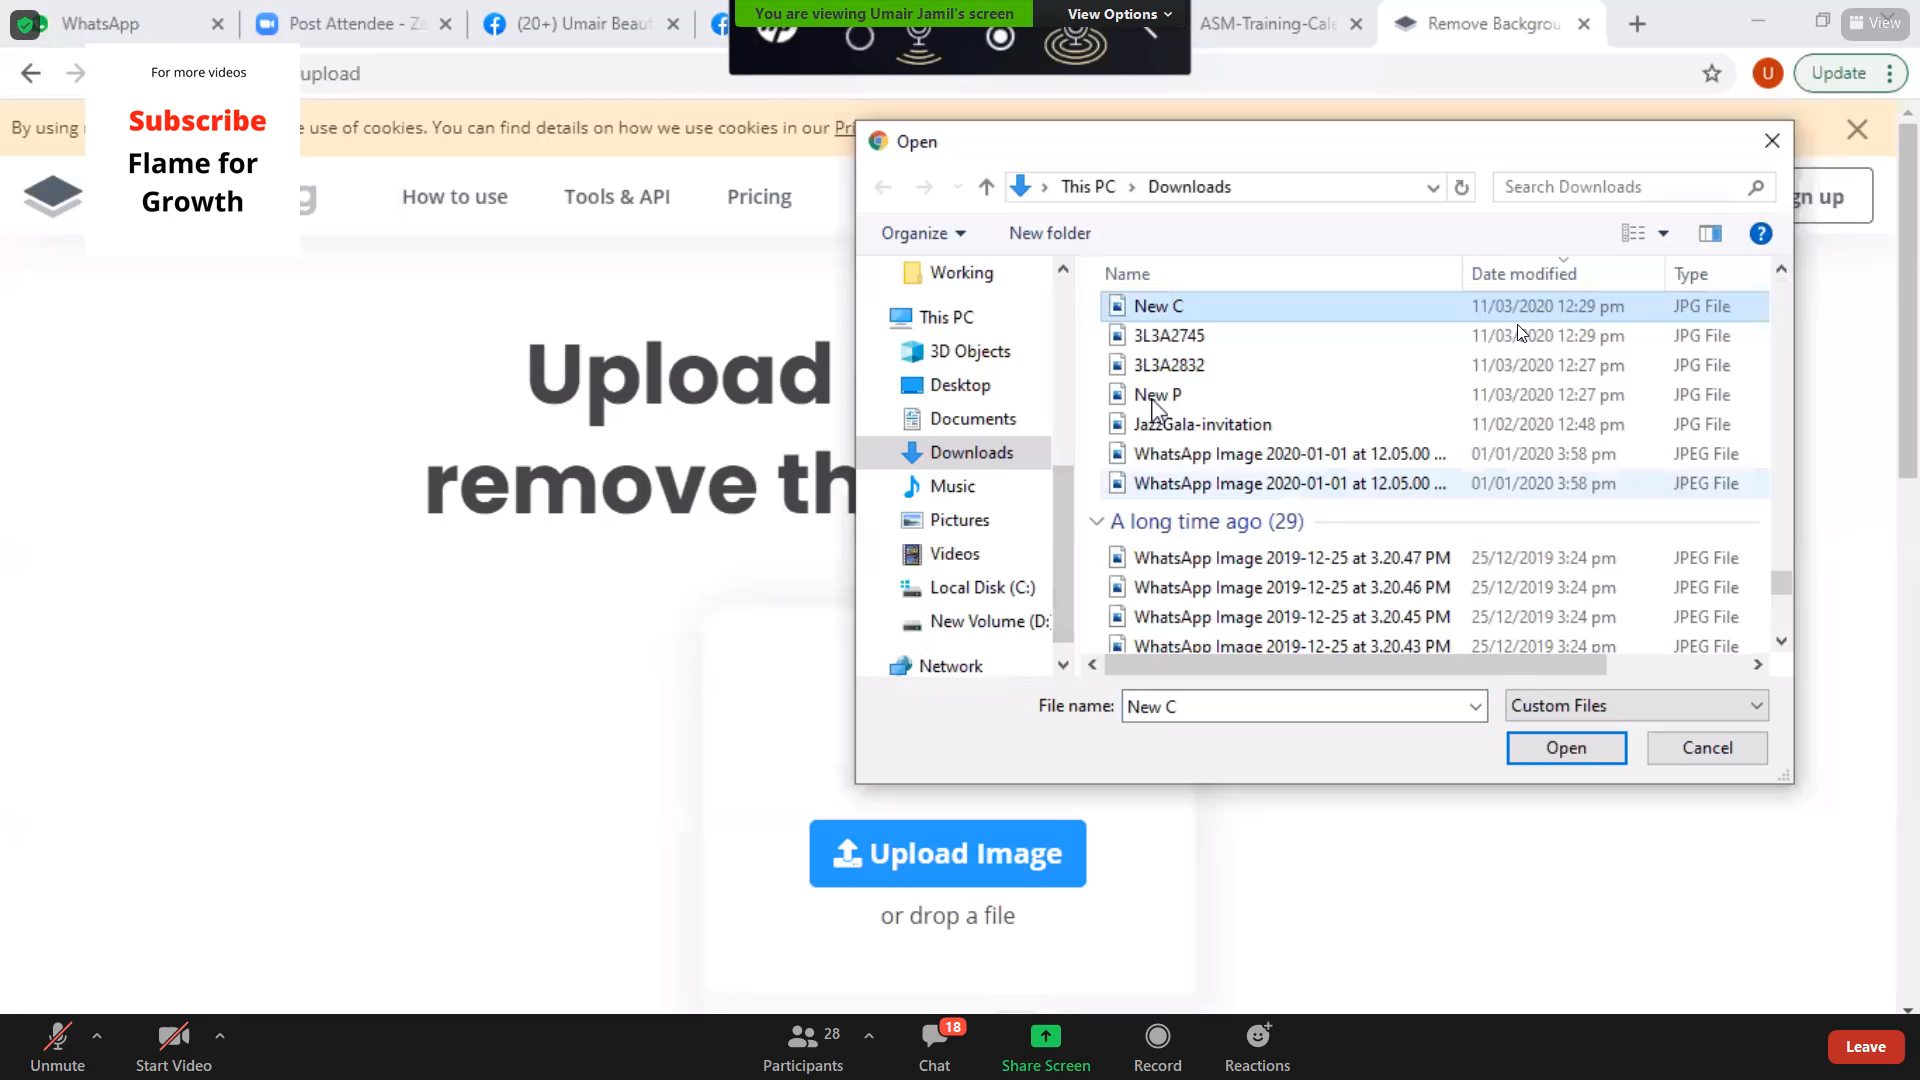 WhatsApp
Post Attendee - Z
(20+) Umair Beaut
You are viewing Umair Jamil's screen
View Options
ASM-Training-Cale
Remove Backgrou
View
For more videos
Subscribe
Flame for
Growth
upload
U
Update
By using
e use of cookies. You can find details on how we use cookies in our Pri
g
How to use
Tools & API
Pricing
gn up
Upload
remove th
Upload Image
or drop a file
Open
This PC
Downloads
Search Downloads
Organize
New folder
?
Working
This PC
3D Objects
Desktop
Documents
Downloads
Music
Pictures
Videos
Local Disk (C:)
New Volume (D:
Network
Name Date modified Type
New C 11/03/2020 12:29 pm JPG File
3L3A2745 11/03/2020 12:29 pm JPG File
3L3A2832 11/03/2020 12:27 pm JPG File
New P 11/03/2020 12:27 pm JPG File
JazzGala-invitation 11/02/2020 12:48 pm JPG File
WhatsApp Image 2020-01-01 at 12.05.00 ... 01/01/2020 3:58 pm JPEG File
WhatsApp Image 2020-01-01 at 12.05.00 ... 01/01/2020 3:58 pm JPEG File
A long time ago (29)
WhatsApp Image 2019-12-25 at 3.20.47 PM 25/12/2019 3:24 pm JPEG File
WhatsApp Image 2019-12-25 at 3.20.46 PM 25/12/2019 3:24 pm JPEG File
WhatsApp Image 2019-12-25 at 3.20.45 PM 25/12/2019 3:24 pm JPEG File
WhatsApp Image 2019-12-25 at 3.20.43 PM 25/12/2019 3:24 pm JPEG File
File name: New C
Custom Files
Open
Cancel
Unmute
Start Video
28
Participants
18
Chat
Share Screen
Record
Reactions
Leave